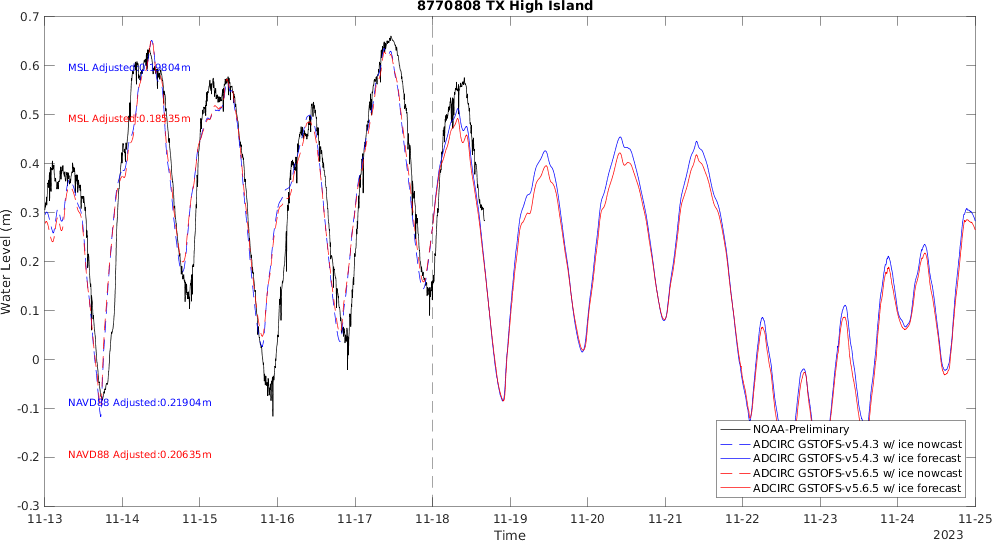 8770808 TX High Island
0.7
0.6
0.5
0.4
0.3
0.2
0.1
0
-0.1
-0.2
-0.3
Water Level (m)
MSL Adjusted:0.19804m
MSL Adjusted:0.18535m
NAVD88 Adjusted:0.21904m
NAVD88 Adjusted:0.20635m
NOAA-Preliminary
ADCIRC GSTOFS-v5.4.3 w/ ice nowcast
ADCIRC GSTOFS-v5.4.3 w/ ice forecast
ADCIRC GSTOFS-v5.6.5 w/ ice nowcast
ADCIRC GSTOFS-v5.6.5 w/ ice forecast
11-13 11-14 11-15 11-16 11-17 11-18 11-19 11-20 11-21 11-22 11-23 11-24 11-25
Time
2023